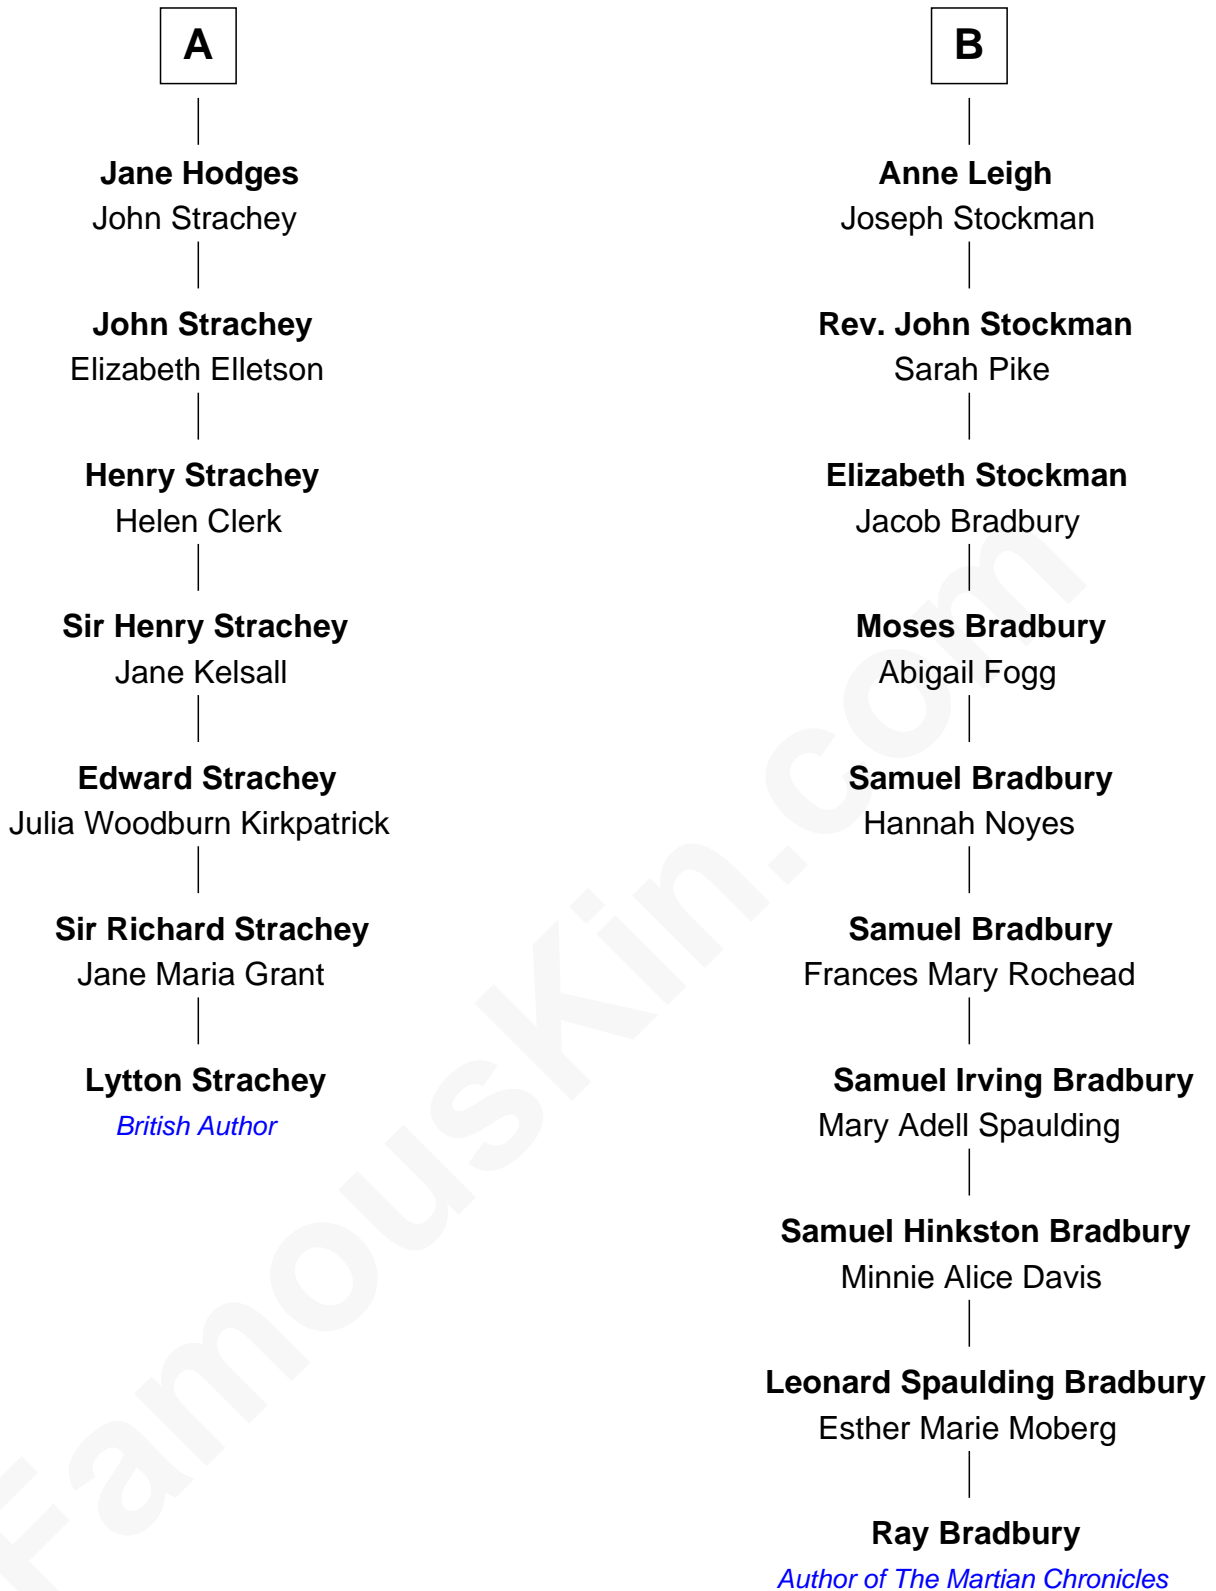 A
Jane Hodges
John Strachey
John Strachey
Elizabeth Elletson
Henry Strachey
Helen Clerk
Sir Henry Strachey
Jane Kelsall
Edward Strachey
Julia Woodburn Kirkpatrick
Sir Richard Strachey
Jane Maria Grant
Lytton Strachey
British Author
B
Anne Leigh
Joseph Stockman
Rev. John Stockman
Sarah Pike
Elizabeth Stockman
Jacob Bradbury
Moses Bradbury
Abigail Fogg
Samuel Bradbury
Hannah Noyes
Samuel Bradbury
Frances Mary Rochead
Samuel Irving Bradbury
Mary Adell Spaulding
Samuel Hinkston Bradbury
Minnie Alice Davis
Leonard Spaulding Bradbury
Esther Marie Moberg
Ray Bradbury
Author of The Martian Chronicles
FamousKin.com